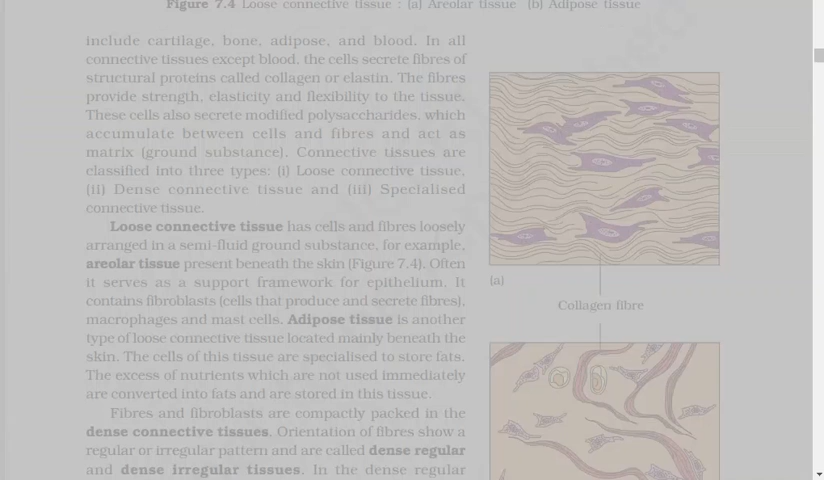 Figure 7.4 Loose connective tissue : (a) Areolar tissue (b) Adipose tissue
include cartilage, bone, adipose, and blood. In all
connective tissues except blood, the cells secrete fibres of
structural proteins called collagen or elastin. The fibres
provide strength, elasticity and flexibility to the tissue.
These cells also secrete modified polysaccharides, which
accumulate between cells and fibres and act as
matrix (ground substance). Connective tissues are
classified into three types: (i) Loose connective tissue,
(ii) Dense connective tissue and (iii) Specialised
connective tissue.
Loose connective tissue has cells and fibres loosely
arranged in a semi-fluid ground substance, for example,
areolar tissue present beneath the skin (Figure 7.4). Often
it serves as a support framework for epithelium. It
contains fibroblasts (cells that produce and secrete fibres),
macrophages and mast cells. Adipose tissue is another
type of loose connective tissue located mainly beneath the
skin. The cells of this tissue are specialised to store fats.
The excess of nutrients which are not used immediately
are converted into fats and are stored in this tissue.
Fibres and fibroblasts are compactly packed in the
dense connective tissues. Orientation of fibres show a
regular or irregular pattern and are called dense regular
and dense irregular tissues. In the dense regular
(a)
Collagen fibre